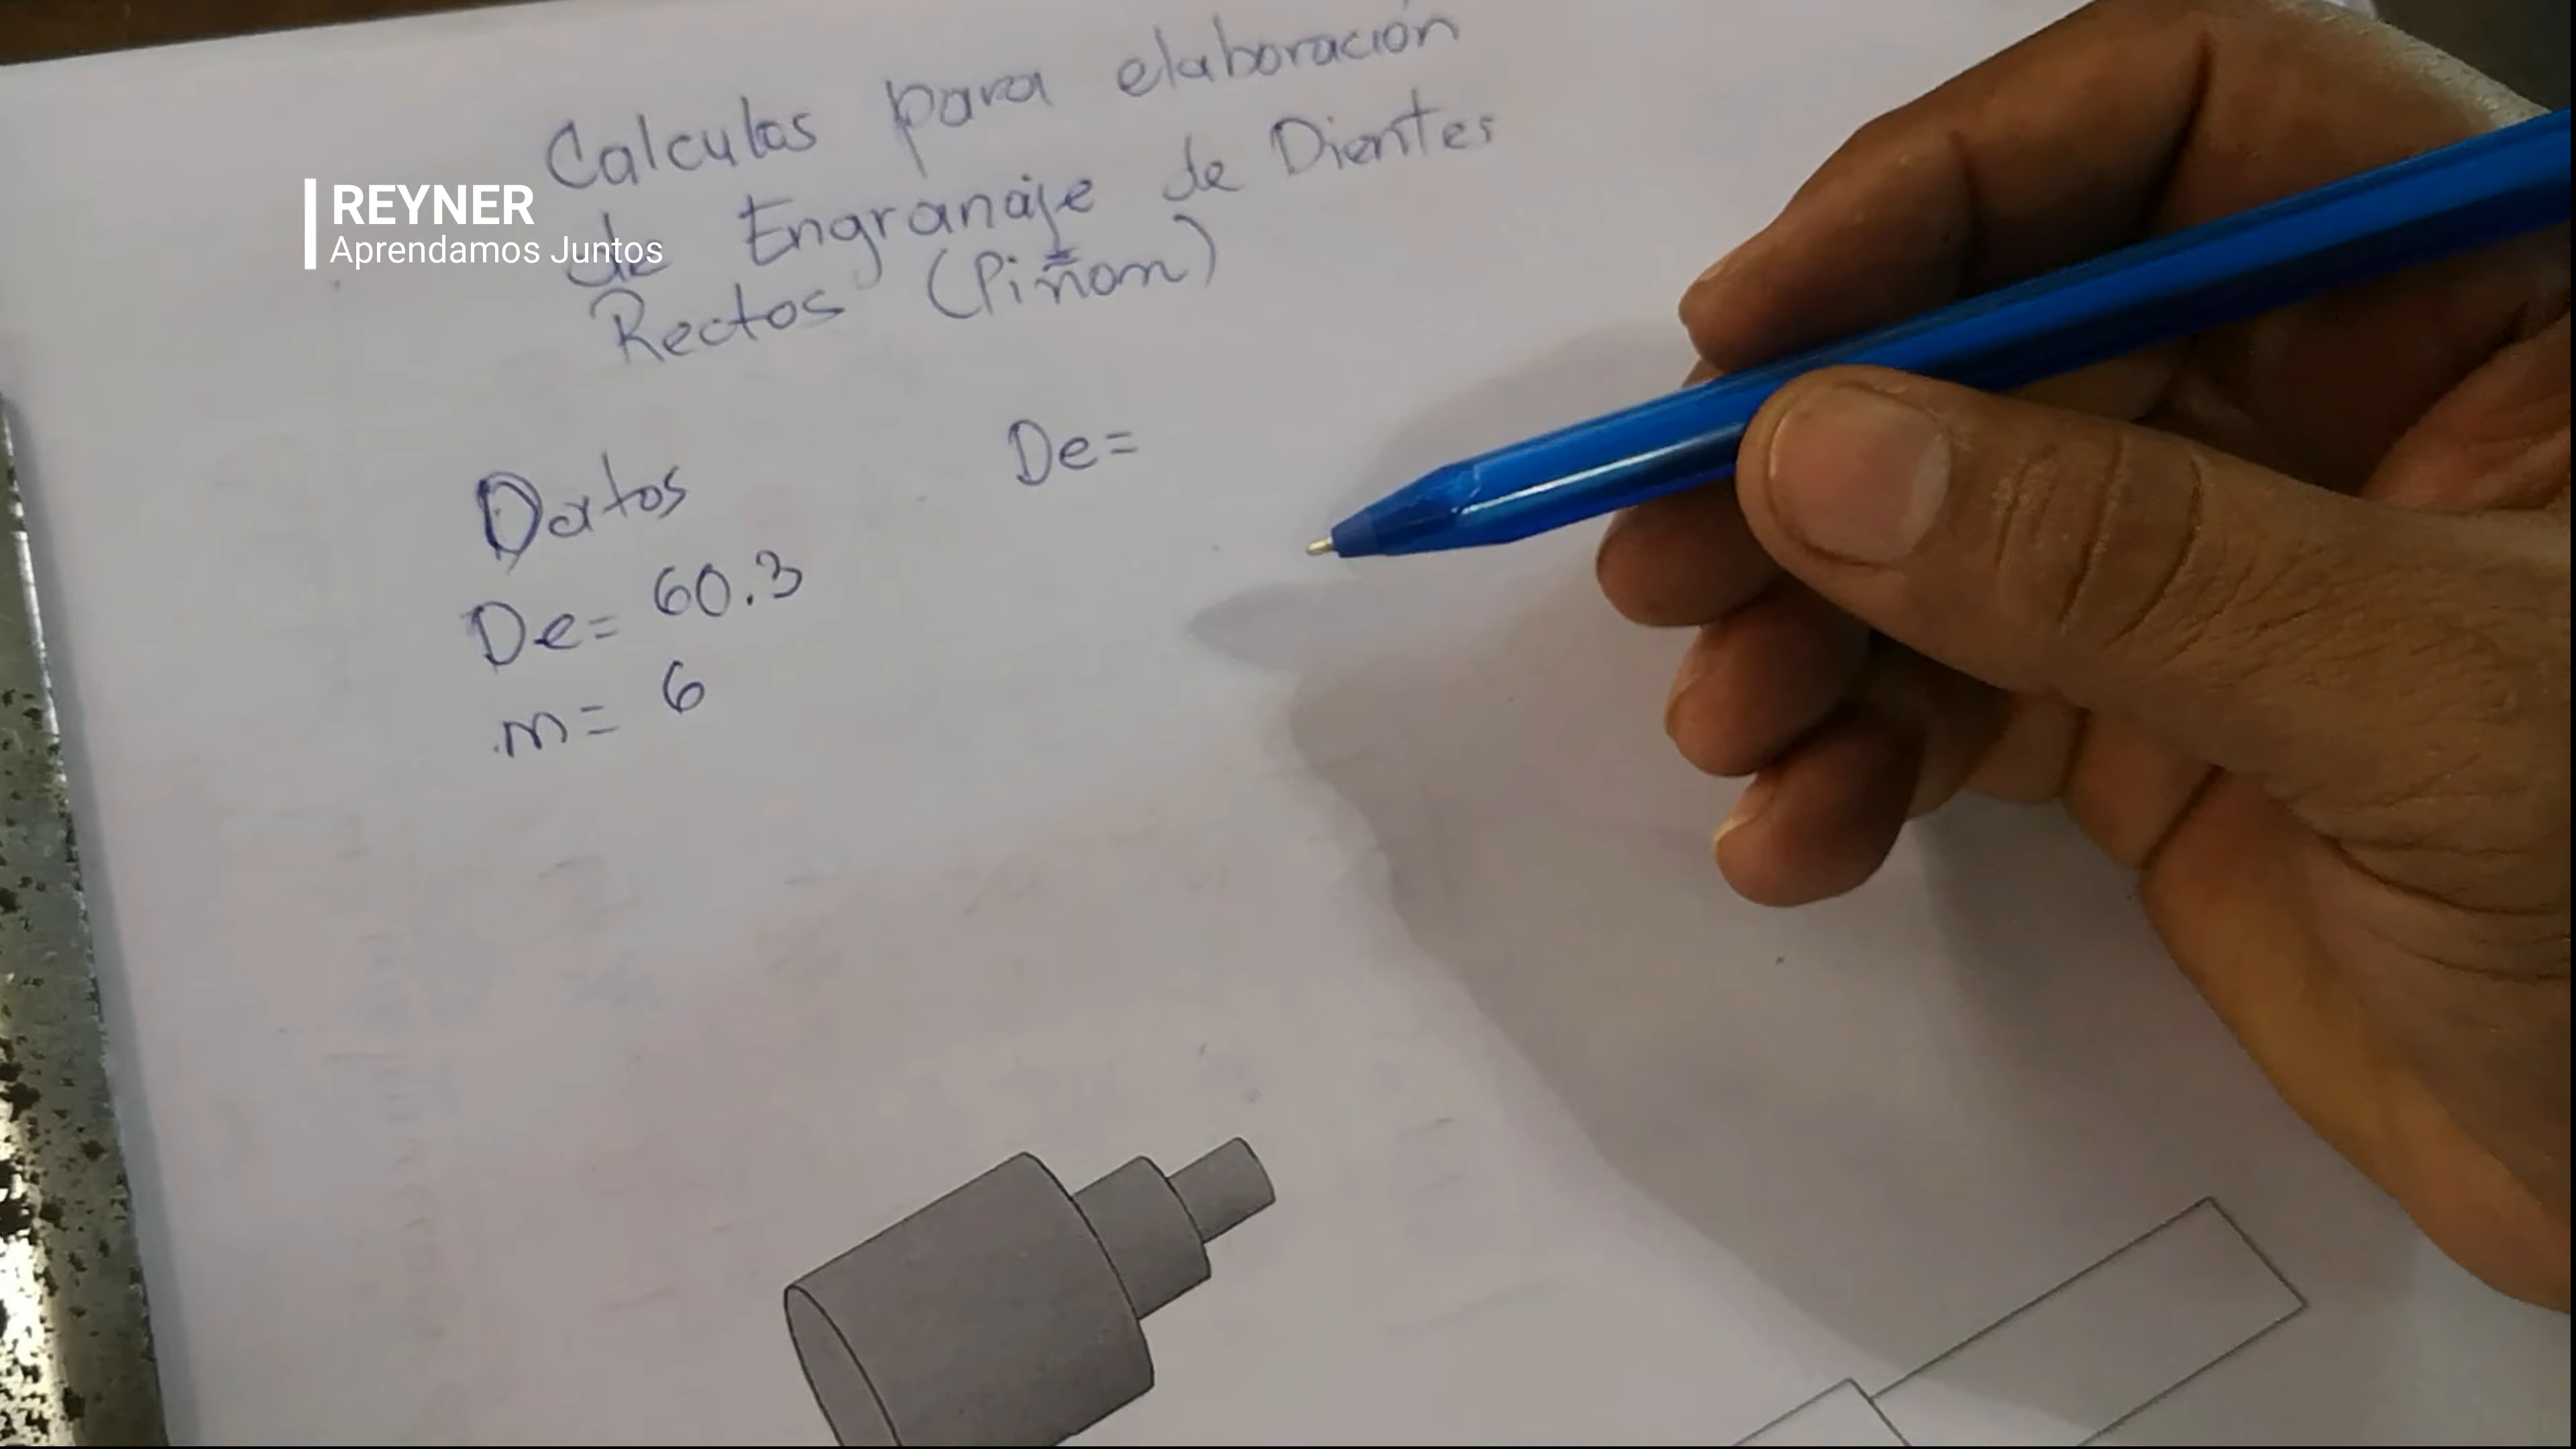 Calculos para elaboración
de Engranaje de Dientes
Rectos (Piñon)
REYNER
Aprendamos Juntos
Datos
De= 60.3
m= 6
De=